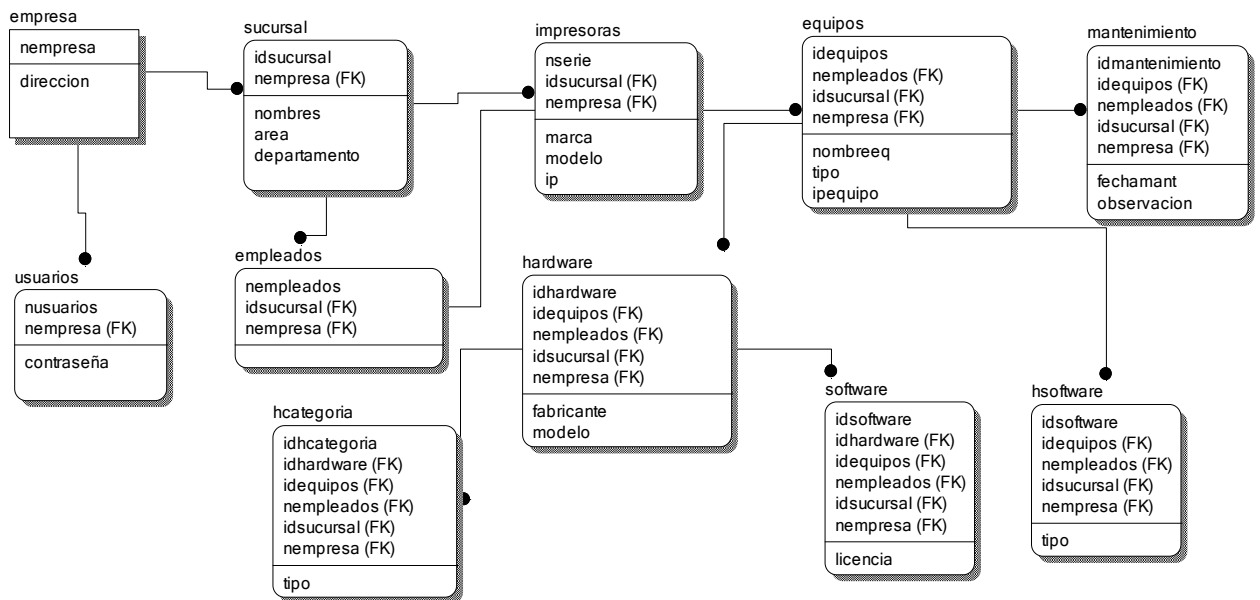 empresa
nempresa
direccion
sucursal
idsucursal
nempresa (FK)
nombres
area
departamento
impresoras
nserie
idsucursal (FK)
nempresa (FK)
marca
modelo
ip
equipos
idequipos
nempleados (FK)
idsucursal (FK)
nempresa (FK)
nombreeq
tipo
ipequipo
mantenimiento
idmantenimiento
idequipos (FK)
nempleados (FK)
idsucursal (FK)
nempresa (FK)
fechamant
observacion
usuarios
nusuarios
nempresa (FK)
contraseña
empleados
nempleados
idsucursal (FK)
nempresa (FK)
hardware
idhardware
idequipos (FK)
nempleados (FK)
idsucursal (FK)
nempresa (FK)
fabricante
modelo
hcategoria
idhcategoria
idhardware (FK)
idequipos (FK)
nempleados (FK)
idsucursal (FK)
nempresa (FK)
tipo
software
idsoftware
idhardware (FK)
idequipos (FK)
nempleados (FK)
idsucursal (FK)
nempresa (FK)
licencia
hsoftware
idsoftware
idequipos (FK)
nempleados (FK)
idsucursal (FK)
nempresa (FK)
tipo